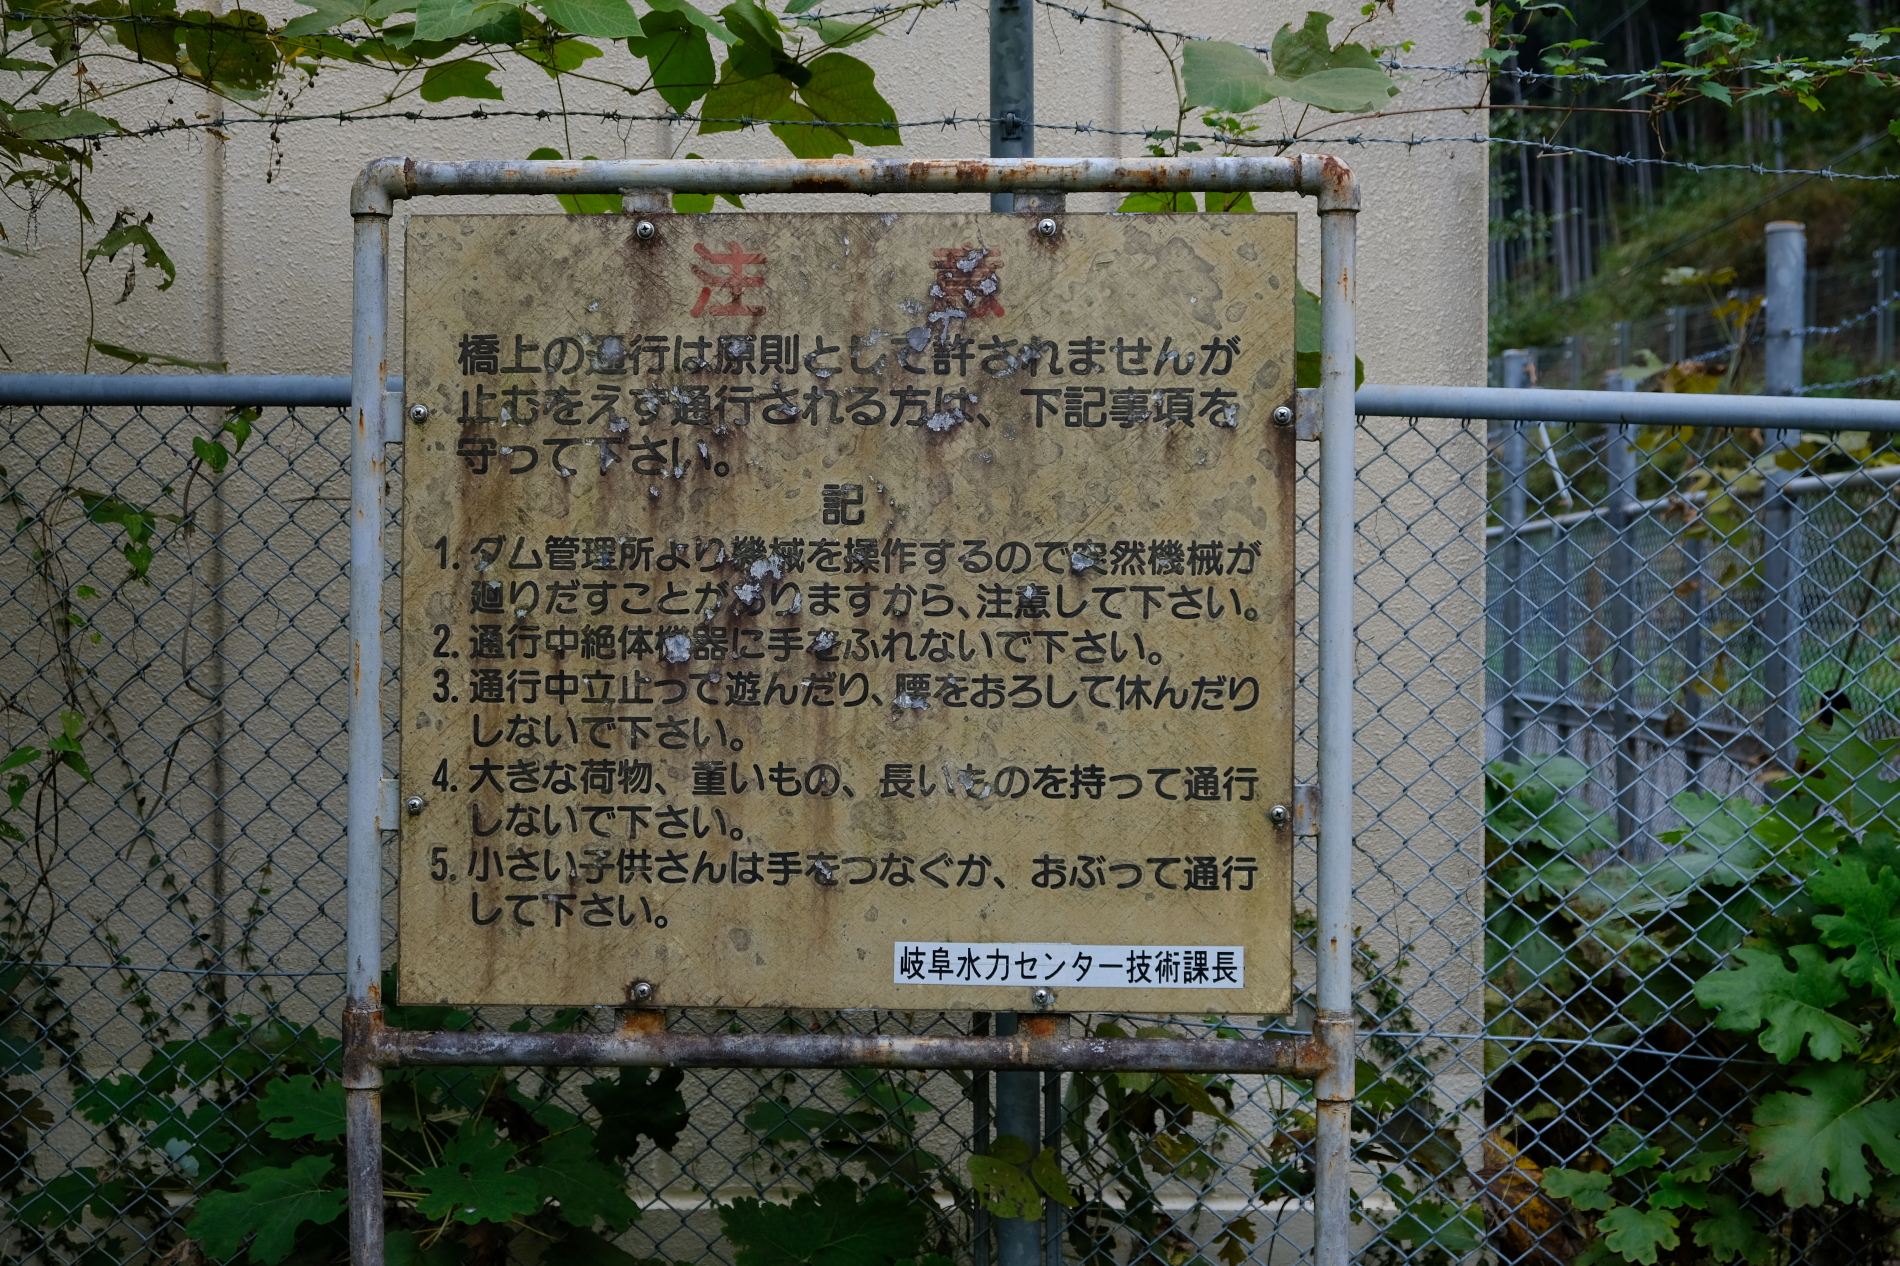 注 意
橋上の通行は原則として許されませんが
止むをえず通行される方は、下記事項を
守って下さい。
記
1. ダム管理所より機械を操作するので突然機械が
廻りだすことがありますから、注意して下さい。
2. 通行中絶体機器に手をふれないで下さい。
3. 通行中立止って遊んだり、腰をおろして休んだり
しないで下さい。
4. 大きな荷物、重いもの、長いものを持って通行
しないで下さい。
5. 小さい子供さんは手をつなぐか、おぶって通行
して下さい。
岐阜水力センター技術課長